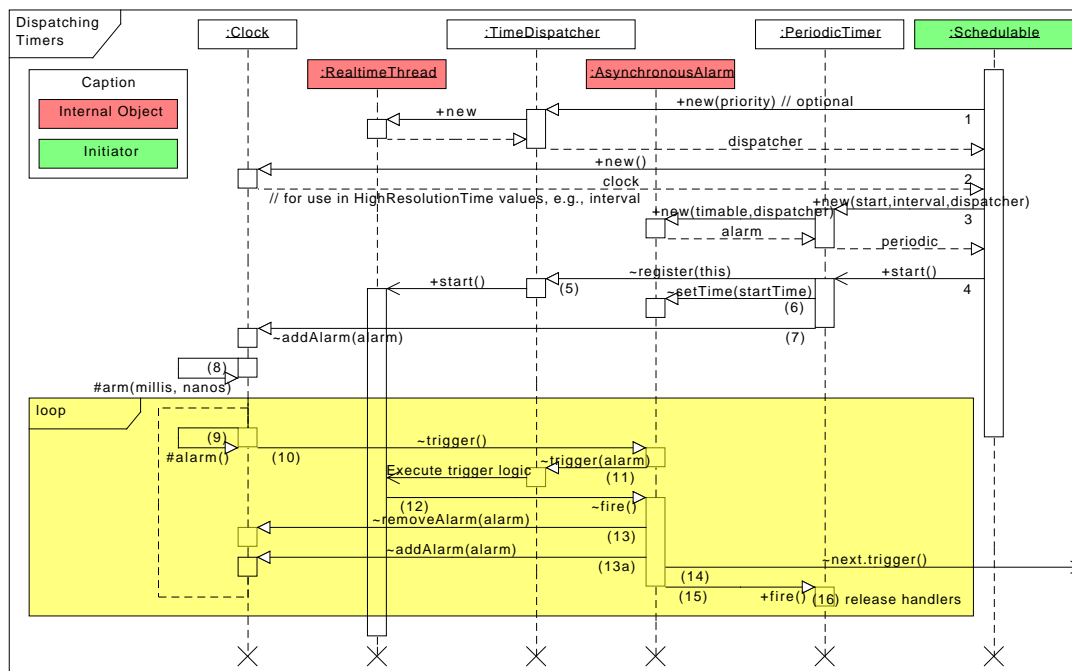 Dispatching
Timers
:Clock
:TimeDispatcher
:PeriodicTimer
:Schedulable
:RealtimeThread
:AsynchronousAlarm
Caption
Internal Object
Initiator
+new(priority) // optional
1
+new
dispatcher
+new()
2
clock
// for use in HighResolutionTime values, e.g., interval
+new(start,interval,dispatcher)
3
+new(timable,dispatcher)
alarm
periodic
+start()
4
~register(this)
(5)
+start()
~setTime(startTime)
(6)
~addAlarm(alarm)
(7)
(8)
#arm(millis, nanos)
loop
(9)
#alarm()
~trigger()
(10)
~trigger(alarm)
(11)
Execute trigger logic
(12)
~fire()
~removeAlarm(alarm)
(13)
~addAlarm(alarm)
(13a)
~next.trigger()
(14)
(15)
+fire()
(16) release handlers